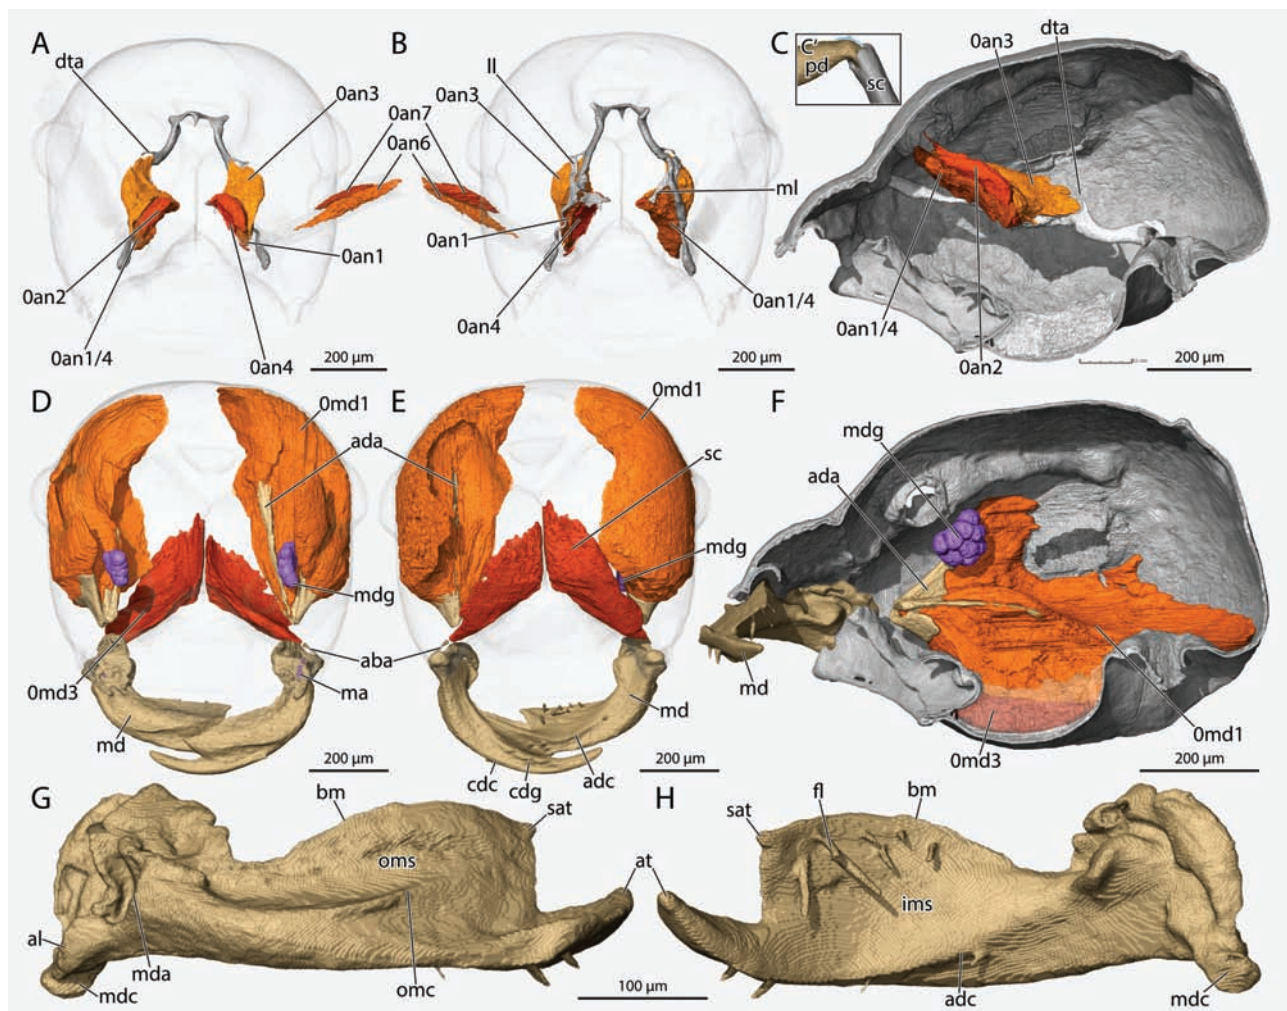 A
dta
0an3
0an7
0an6
0an1
0an2
0an1/4
0an4
200 µm
B
ll
0an3
ml
0an1
0an4
0an1/4
200 µm
C
C'
pd
sc
0an3
dta
0an1/4
0an2
200 µm
D
0md1
ada
mdg
aba
ma
0md3
md
200 µm
E
0md1
sc
mdg
md
adc
cdg
cdc
200 µm
F
mdg
ada
md
0md1
0md3
200 µm
G
bm
sat
oms
at
al
mda
mdc
omc
100 µm
H
sat
fl
bm
ims
adc
mdc